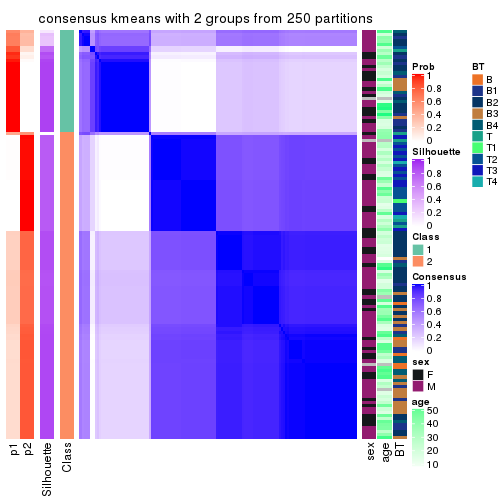 consensus kmeans with 2 groups from 250 partitions
Prob
1
0.8
0.6
0.4
0.2
0
Silhouette
1
0.8
0.6
0.4
0.2
0
Class
1
2
Consensus
1
0.8
0.6
0.4
0.2
0
sex
F
M
age
50
40
30
20
10
BT
B
B1
B2
B3
B4
T
T1
T2
T3
T4
p1
p2
Silhouette
Class
sex
age
BT